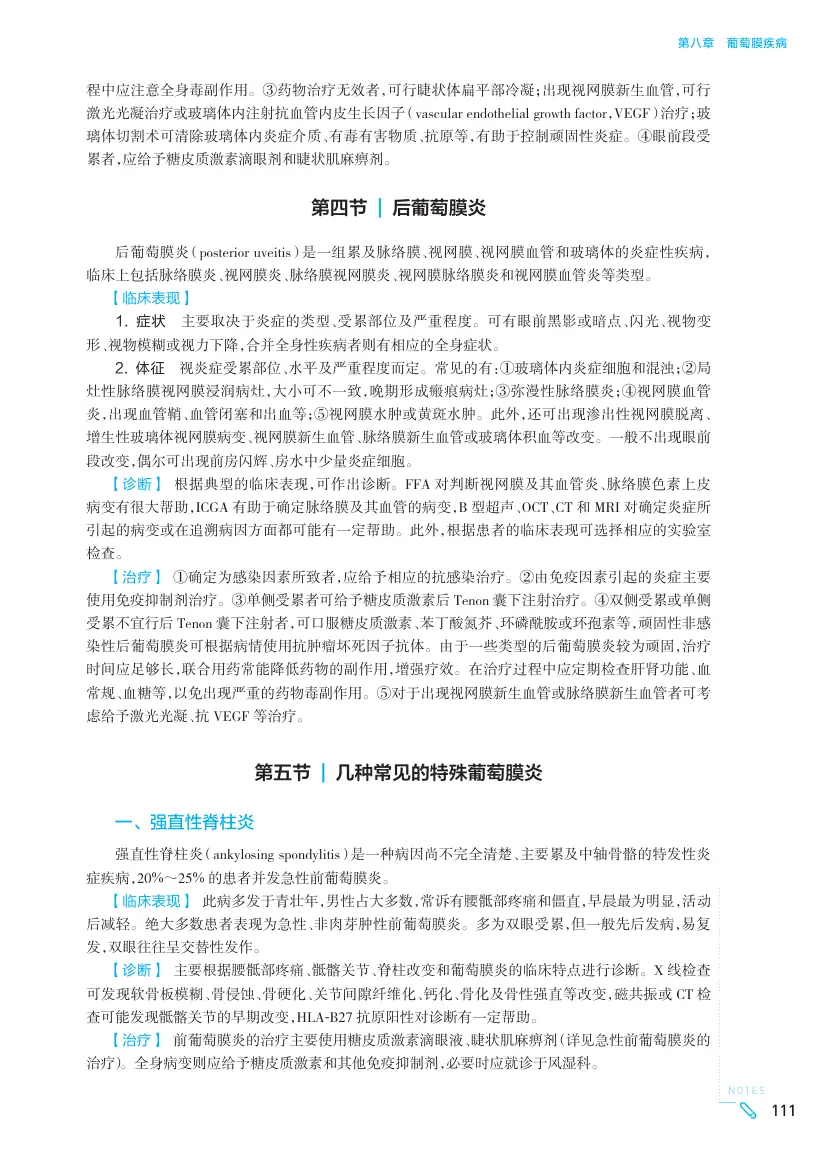 第八章 葡萄膜疾病
程中应注意全身毒副作用。③药物治疗无效者,可行睫状体扁平部冷凝;出现视网膜新生血管,可行
激光光凝治疗或玻璃体内注射抗血管内皮生长因子(vascular endothelial growth factor,VEGF)治疗;玻
璃体切割术可清除玻璃体内炎症介质、有毒有害物质、抗原等,有助于控制顽固性炎症。④眼前段受
累者,应给予糖皮质激素滴眼剂和睫状肌麻痹剂。
第四节 | 后葡萄膜炎
后葡萄膜炎(posterior uveitis)是一组累及脉络膜、视网膜、视网膜血管和玻璃体的炎症性疾病,
临床上包括脉络膜炎、视网膜炎、脉络膜视网膜炎、视网膜脉络膜炎和视网膜血管炎等类型。
【临床表现】
1. 症状 主要取决于炎症的类型、受累部位及严重程度。可有眼前黑影或暗点、闪光、视物变
形、视物模糊或视力下降,合并全身性疾病者则有相应的全身症状。
2. 体征 视炎症受累部位、水平及严重程度而定。常见的有:①玻璃体内炎症细胞和混浊;②局
灶性脉络膜视网膜浸润病灶,大小可不一致,晚期形成瘢痕病灶;③弥漫性脉络膜炎;④视网膜血管
炎,出现血管鞘、血管闭塞和出血等;⑤视网膜水肿或黄斑水肿。此外,还可出现渗出性视网膜脱离、
增生性玻璃体视网膜病变、视网膜新生血管、脉络膜新生血管或玻璃体积血等改变。一般不出现眼前
段改变,偶尔可出现前房闪辉、房水中少量炎症细胞。
【诊断】 根据典型的临床表现,可作出诊断。FFA 对判断视网膜及其血管炎、脉络膜色素上皮
病变有很大帮助,ICGA 有助于确定脉络膜及其血管的病变,B 型超声、OCT、CT 和 MRI 对确定炎症所
引起的病变或在追溯病因方面都可能有一定帮助。此外,根据患者的临床表现可选择相应的实验室
检查。
【治疗】 ①确定为感染因素所致者,应给予相应的抗感染治疗。②由免疫因素引起的炎症主要
使用免疫抑制剂治疗。③单侧受累者可给予糖皮质激素后 Tenon 囊下注射治疗。④双侧受累或单侧
受累不宜行后 Tenon 囊下注射者,可口服糖皮质激素、苯丁酸氮芥、环磷酰胺或环孢素等,顽固性非感
染性后葡萄膜炎可根据病情使用抗肿瘤坏死因子抗体。由于一些类型的后葡萄膜炎较为顽固,治疗
时间应足够长,联合用药常能降低药物的副作用,增强疗效。在治疗过程中应定期检查肝肾功能、血
常规、血糖等,以免出现严重的药物毒副作用。⑤对于出现视网膜新生血管或脉络膜新生血管者可考
虑给予激光光凝、抗 VEGF 等治疗。
第五节 | 几种常见的特殊葡萄膜炎
一、强直性脊柱炎
强直性脊柱炎(ankylosing spondylitis)是一种病因尚不完全清楚、主要累及中轴骨骼的特发性炎
症疾病,20%～25% 的患者并发急性前葡萄膜炎。
【临床表现】 此病多发于青壮年,男性占大多数,常诉有腰骶部疼痛和僵直,早晨最为明显,活动
后减轻。绝大多数患者表现为急性、非肉芽肿性前葡萄膜炎。多为双眼受累,但一般先后发病,易复
发,双眼往往呈交替性发作。
【诊断】 主要根据腰骶部疼痛、骶髂关节、脊柱改变和葡萄膜炎的临床特点进行诊断。X 线检查
可发现软骨板模糊、骨侵蚀、骨硬化、关节间隙纤维化、钙化、骨化及骨性强直等改变,磁共振或 CT 检
查可能发现骶髂关节的早期改变,HLA-B27 抗原阳性对诊断有一定帮助。
【治疗】 前葡萄膜炎的治疗主要使用糖皮质激素滴眼液、睫状肌麻痹剂(详见急性前葡萄膜炎的
治疗)。全身病变则应给予糖皮质激素和其他免疫抑制剂,必要时应就诊于风湿科。
NOTES
111